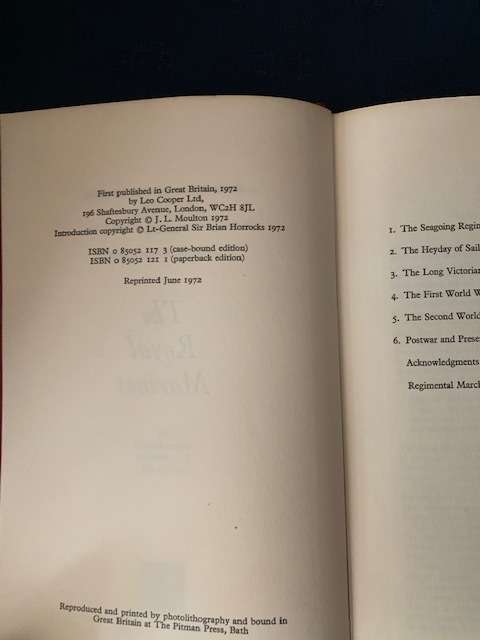 First published in Great Britain, 1972
by Leo Cooper Ltd,
196 Shaftesbury Avenue, London, WC2H 8JL
Copyright © J. L. Moulton 1972
Introduction copyright © Lt-General Sir Brian Horrocks 1972
ISBN 0 85052 117 3 (case-bound edition)
ISBN 0 85052 121 1 (paperback edition)
Reprinted June 1972
The
Royal
Marines
Reproduced and printed by photolithography and bound in
Great Britain at The Pitman Press, Bath
1. The Seagoing Regim
2. The Heyday of Sail
3. The Long Victorian
4. The First World W
5. The Second World
6. Postwar and Prese
Acknowledgments
Regimental March